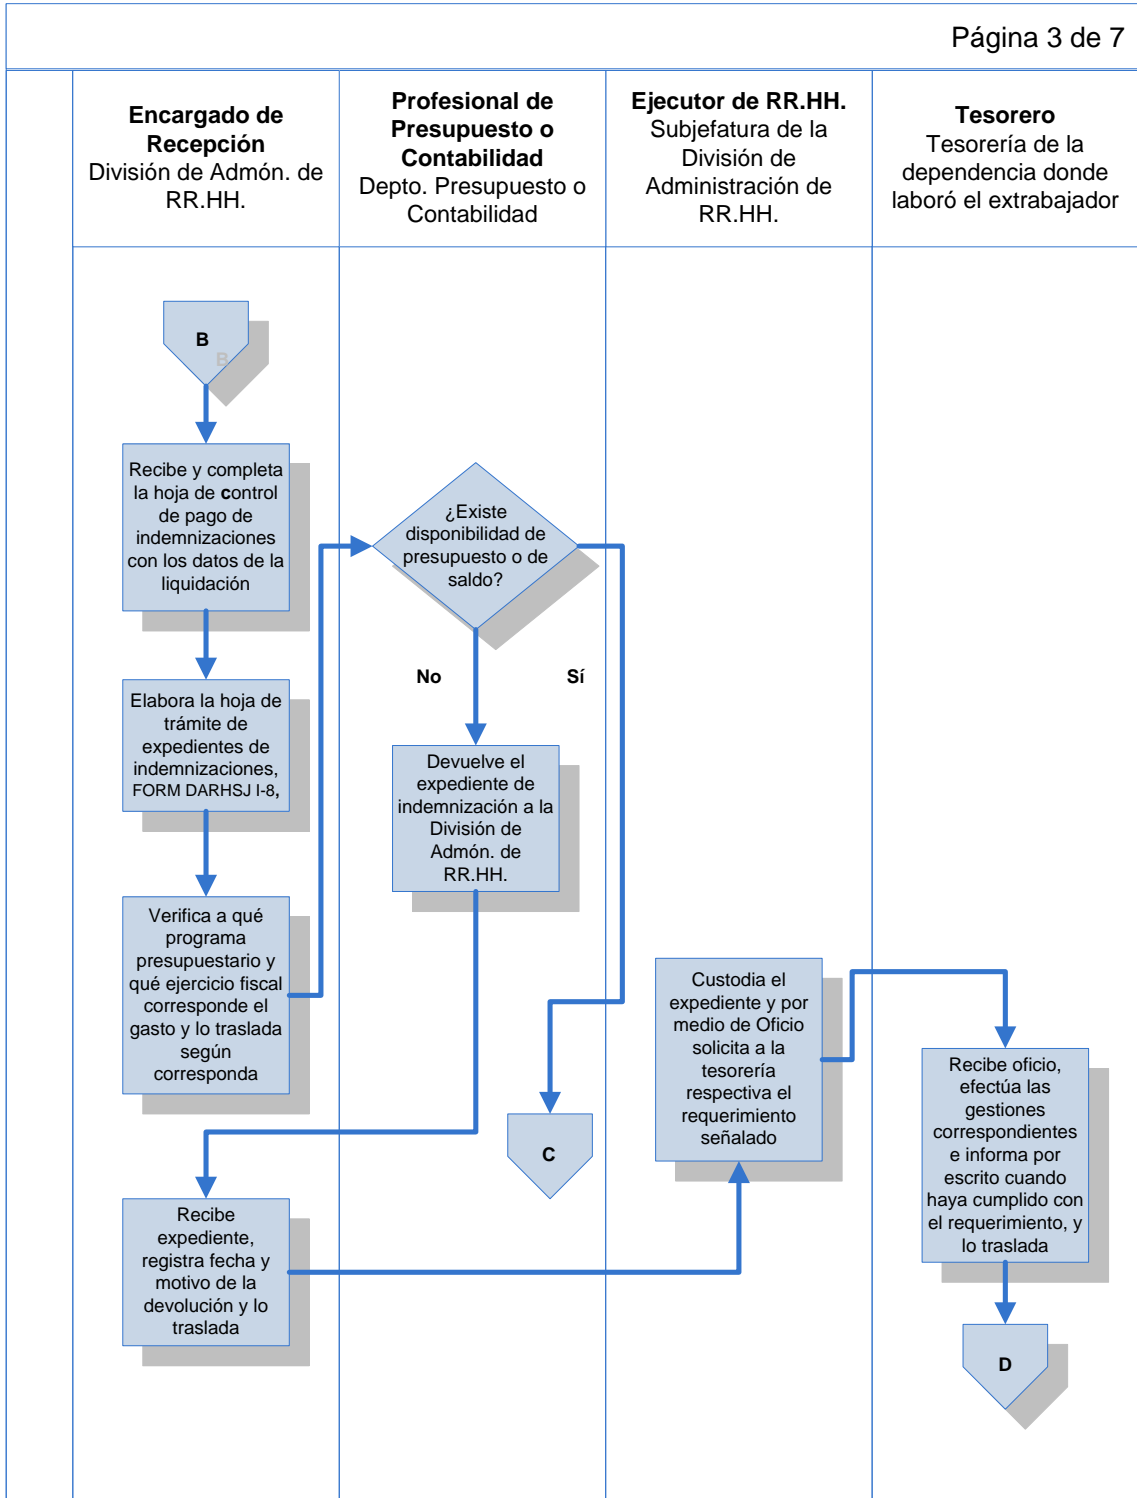 Página 3 de 7
Encargado de
Recepción
División de Admón. de
RR.HH.
Profesional de
Presupuesto o
Contabilidad
Depto. Presupuesto o
Contabilidad
Ejecutor de RR.HH.
Subjefatura de la
División de
Administración de
RR.HH.
Tesorero
Tesorería de la
dependencia donde
laboró el extrabajador
B
B
Recibe y completa
la hoja de control
de pago de
indemnizaciones
con los datos de la
liquidación
¿Existe
disponibilidad de
presupuesto o de
saldo?
No
Sí
Elabora la hoja de
trámite de
expedientes de
indemnizaciones,
FORM DARHSJ I-8,
Devuelve el
expediente de
indemnización a la
División de
Admón. de
RR.HH.
Verifica a qué
programa
presupuestario y
qué ejercicio fiscal
corresponde el
gasto y lo traslada
según
corresponda
Custodia el
expediente y por
medio de Oficio
solicita a la
tesorería
respectiva el
requerimiento
señalado
Recibe oficio,
efectúa las
gestiones
correspondientes
e informa por
escrito cuando
haya cumplido con
el requerimiento, y
lo traslada
C
Recibe
expediente,
registra fecha y
motivo de la
devolución y lo
traslada
D